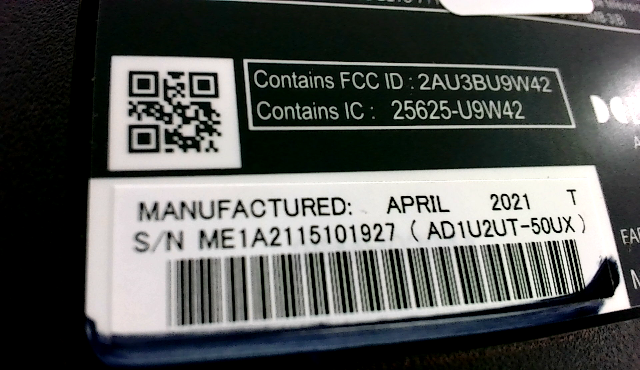 Contains FCC ID : 2AU3BU9W42
Contains IC : 25625-U9W42
MANUFACTURED: APRIL 2021 T
S/N ME1A2115101927 ( AD1U2UT-50UX )